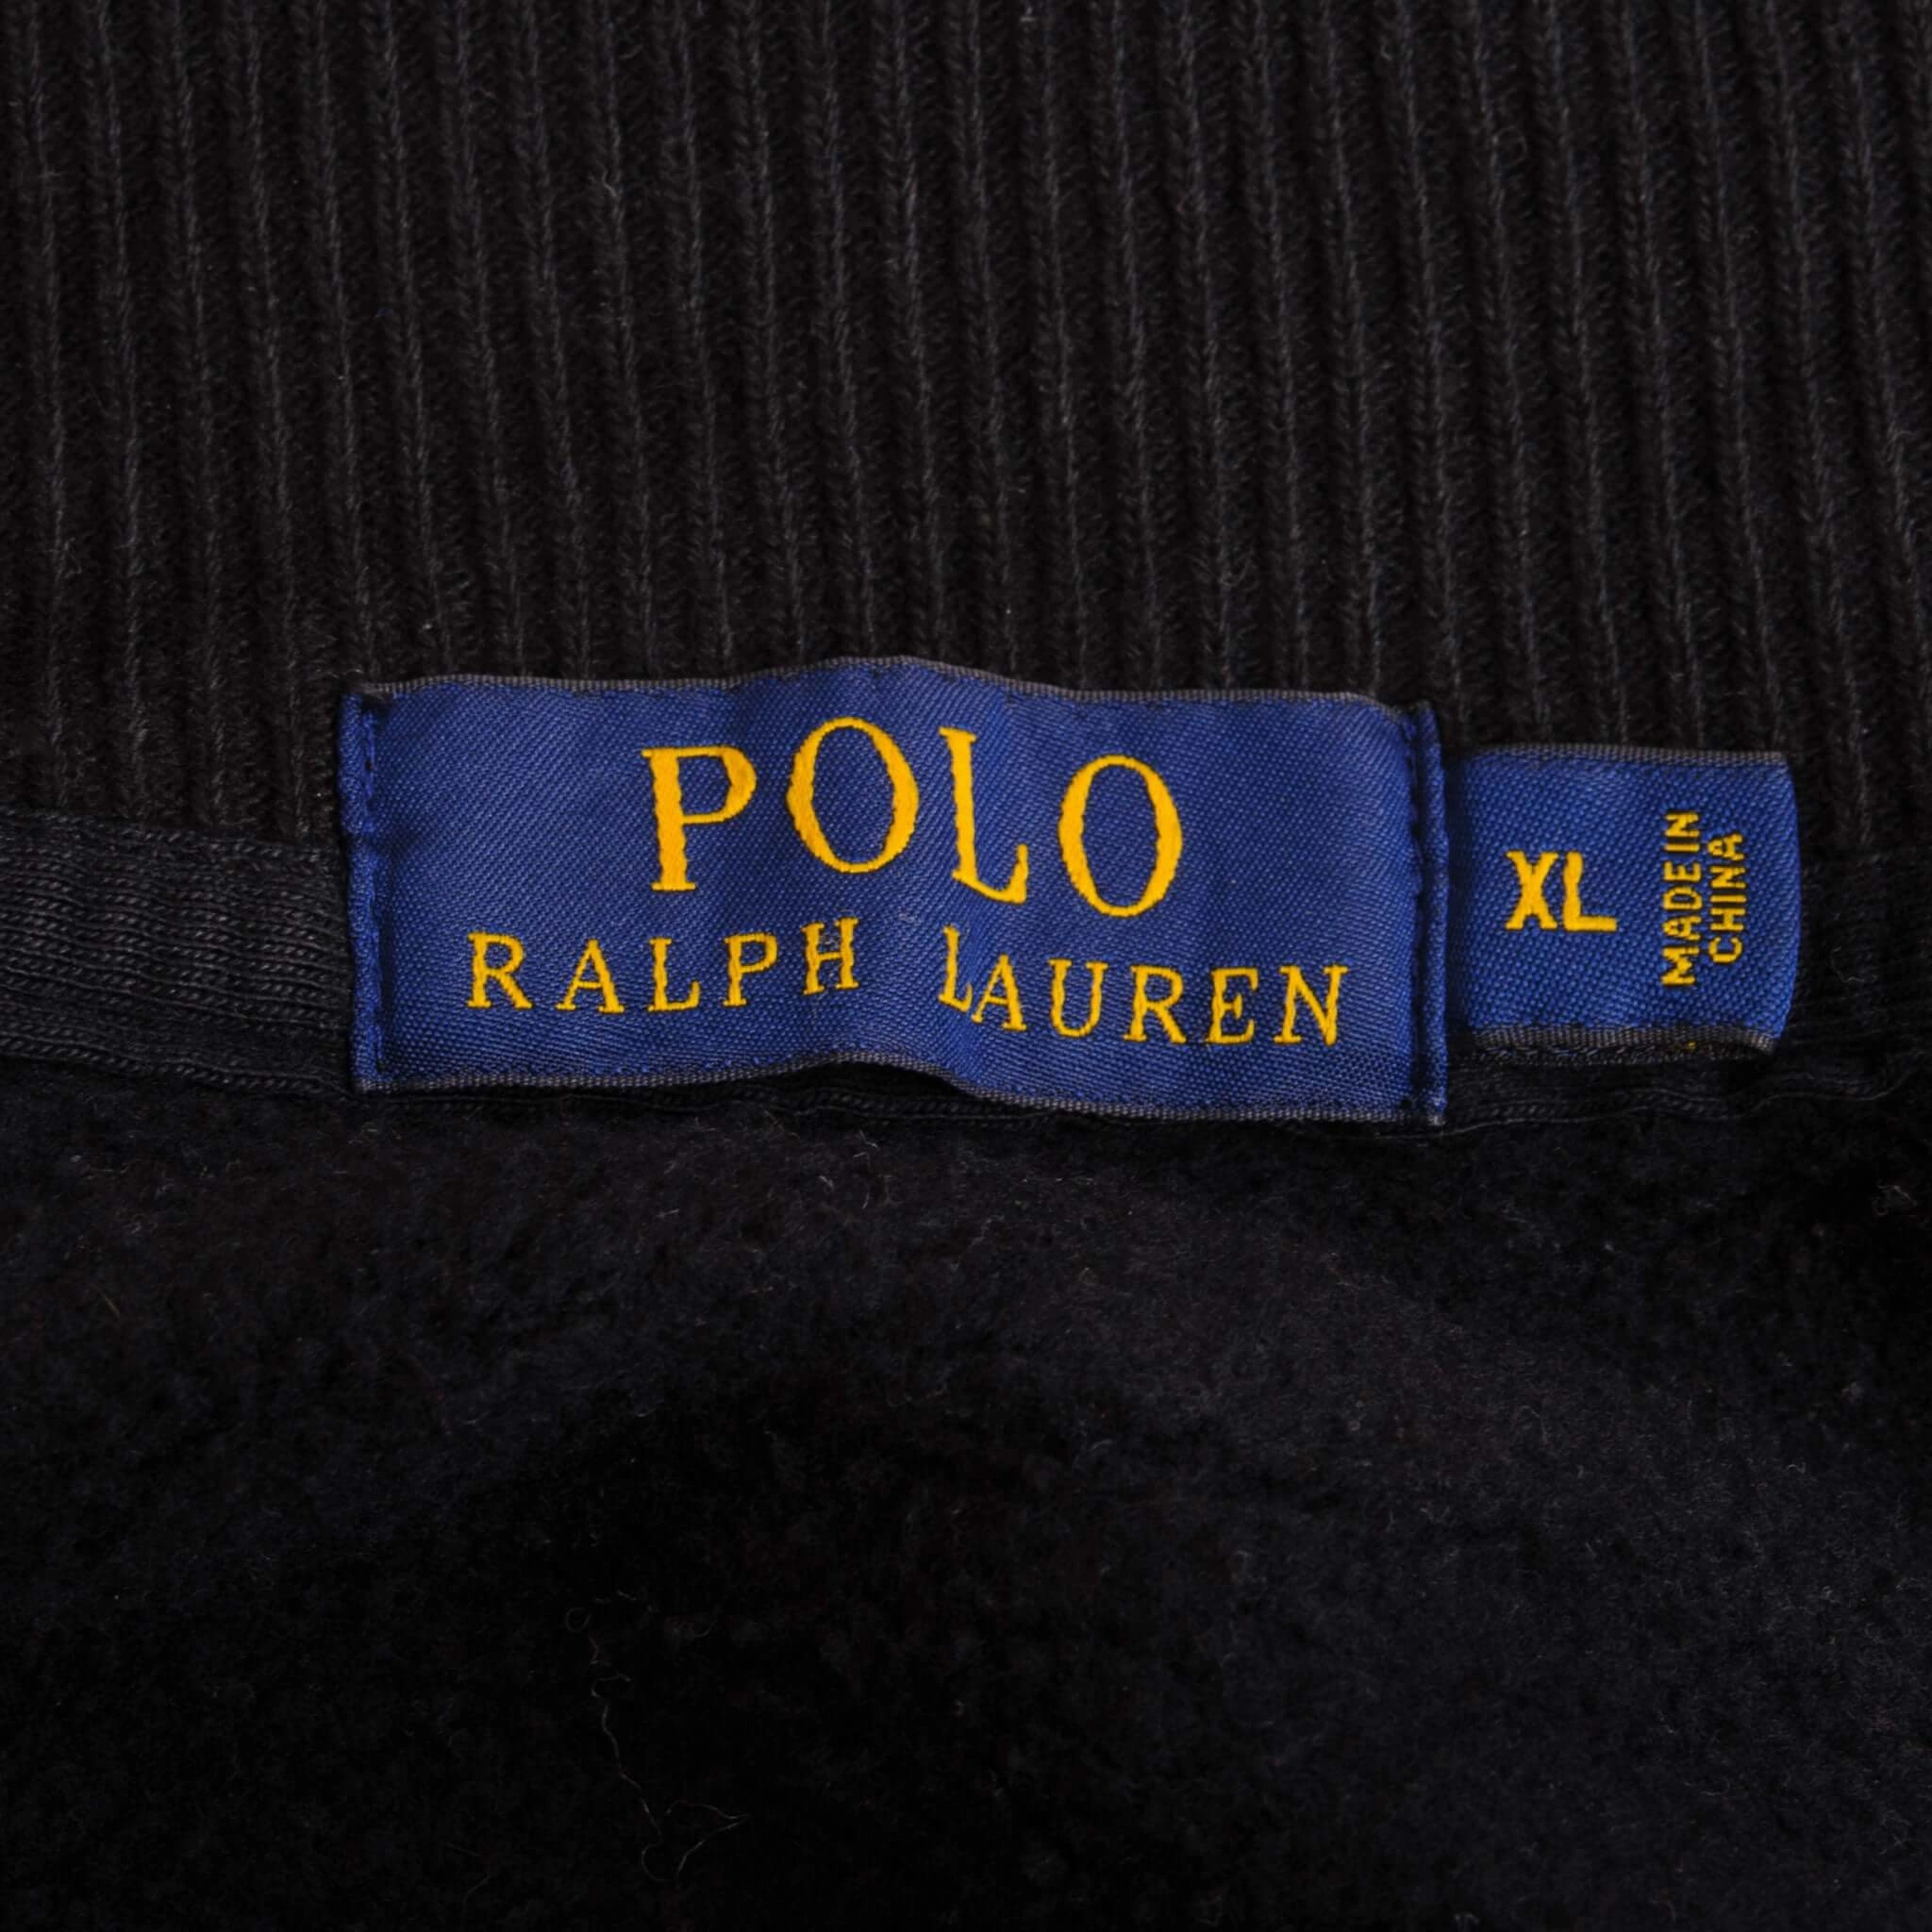 POLO
RALPH LAUREN
XL
MADE IN
CHINA